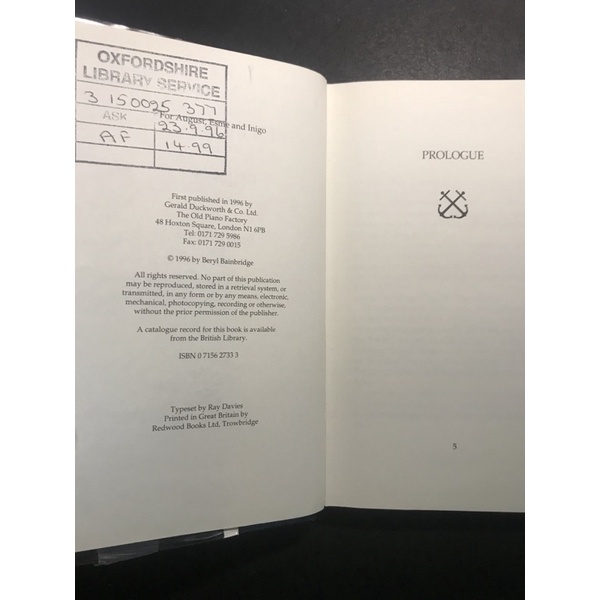 OXFORDSHIRE
LIBRARY SERVICE
3 150025 377
ASK 23.9.96
AF 14.99
For August, Esme and Inigo
First published in 1996 by
Gerald Duckworth & Co. Ltd.
The Old Piano Factory
48 Hoxton Square, London N1 6PB
Tel: 0171 729 5986
Fax: 0171 729 0015
© 1996 by Beryl Bainbridge
All rights reserved. No part of this publication
may be reproduced, stored in a retrieval system, or
transmitted, in any form or by any means, electronic,
mechanical, photocopying, recording or otherwise,
without the prior permission of the publisher.
A catalogue record for this book is available
from the British Library.
ISBN 0 7156 2733 3
Typeset by Ray Davies
Printed in Great Britain by
Redwood Books Ltd, Trowbridge
PROLOGUE
5